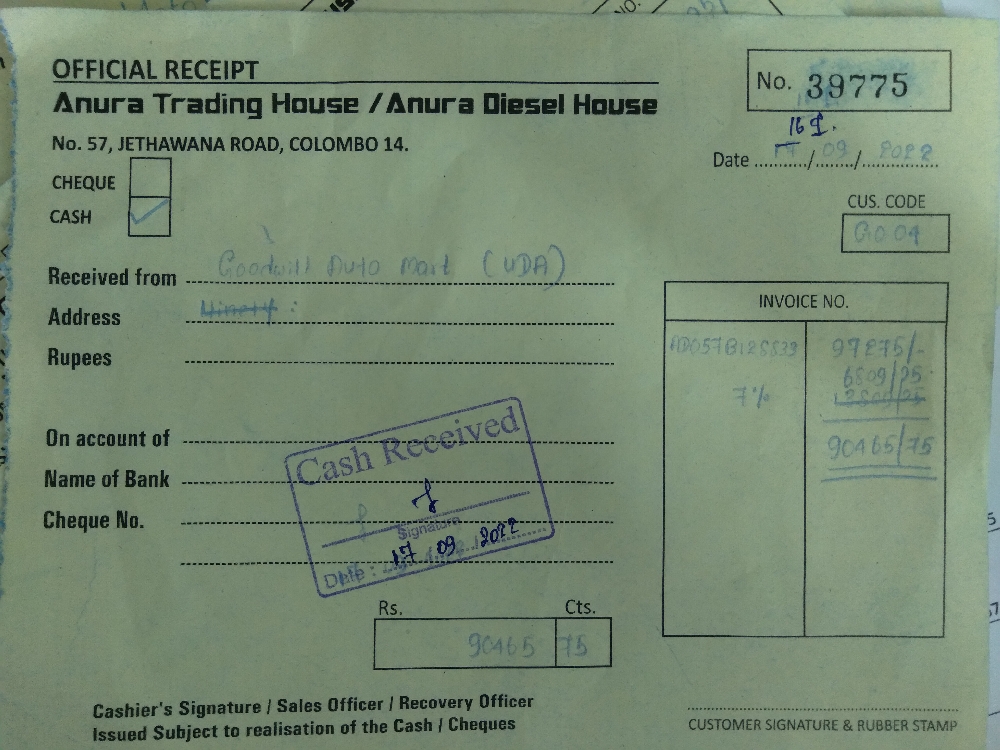 OFFICIAL RECEIPT
Anura Trading House /Anura Diesel House
No. 57, JETHAWANA ROAD, COLOMBO 14.
No. 39775
16
Date 17/09/2022
CHEQUE
CASH
CUS. CODE
G004
Received from Goodwill Auto Mart (UDA)
Address Ninety :
Rupees
INVOICE NO.
97275/-
6809/25
7%
90465/75
On account of
Name of Bank
Cheque No.
Cash Received
Signature
Date : 17 09 2022
Rs. Cts.
90465 75
Cashier's Signature / Sales Officer / Recovery Officer
Issued Subject to realisation of the Cash / Cheques
CUSTOMER SIGNATURE & RUBBER STAMP